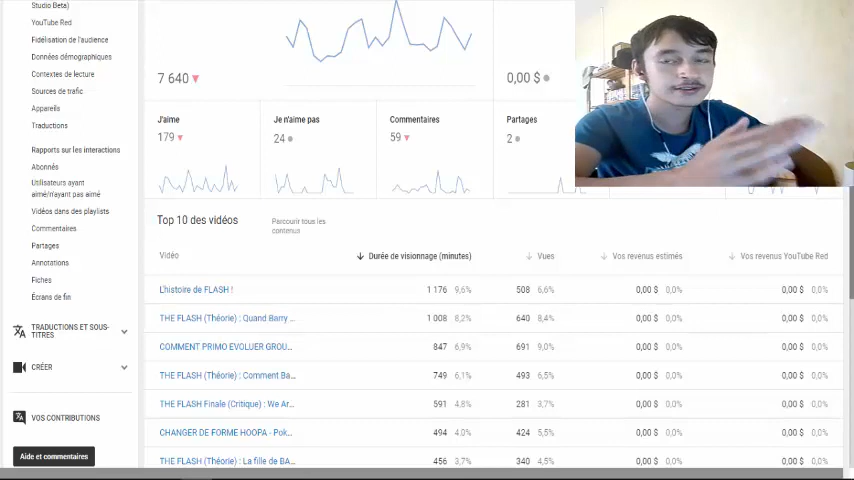 Studio Beta)
YouTube Red
Fidélisation de l'audience
Données démographiques
Contextes de lecture
Sources de trafic
Appareils
Traductions
Rapports sur les interactions
Abonnés
Utilisateurs ayant
aimé/n'ayant pas aimé
Vidéos dans des playlists
Commentaires
Partages
Annotations
Fiches
Écrans de fin
TRADUCTIONS ET SOUS-
TITRES
CRÉER
VOS CONTRIBUTIONS
Aide et commentaires
7 640
0,00 $
J'aime
179
Je n'aime pas
24
Commentaires
59
Partages
2
Top 10 des vidéos
Parcourir tous les
contenus
Vidéo Durée de visionnage (minutes) Vues Vos revenus estimés Vos revenus YouTube Red
L'histoire de FLASH ! 1 176 9,6% 508 6,6% 0,00 $ 0,0% 0,00 $ 0,0%
THE FLASH (Théorie) : Quand Barry ... 1 008 8,2% 640 8,4% 0,00 $ 0,0% 0,00 $ 0,0%
COMMENT PRIMO EVOLUER GROU... 847 6,9% 691 9,0% 0,00 $ 0,0% 0,00 $ 0,0%
THE FLASH (Théorie) : Comment Ba... 749 6,1% 493 6,5% 0,00 $ 0,0% 0,00 $ 0,0%
THE FLASH Finale (Critique) : We Ar... 591 4,8% 281 3,7% 0,00 $ 0,0% 0,00 $ 0,0%
CHANGER DE FORME HOOPA - Pok... 494 4,0% 424 5,5% 0,00 $ 0,0% 0,00 $ 0,0%
THE FLASH (Théorie) : La fille de BA... 456 3,7% 340 4,5% 0,00 $ 0,0% 0,00 $ 0,0%